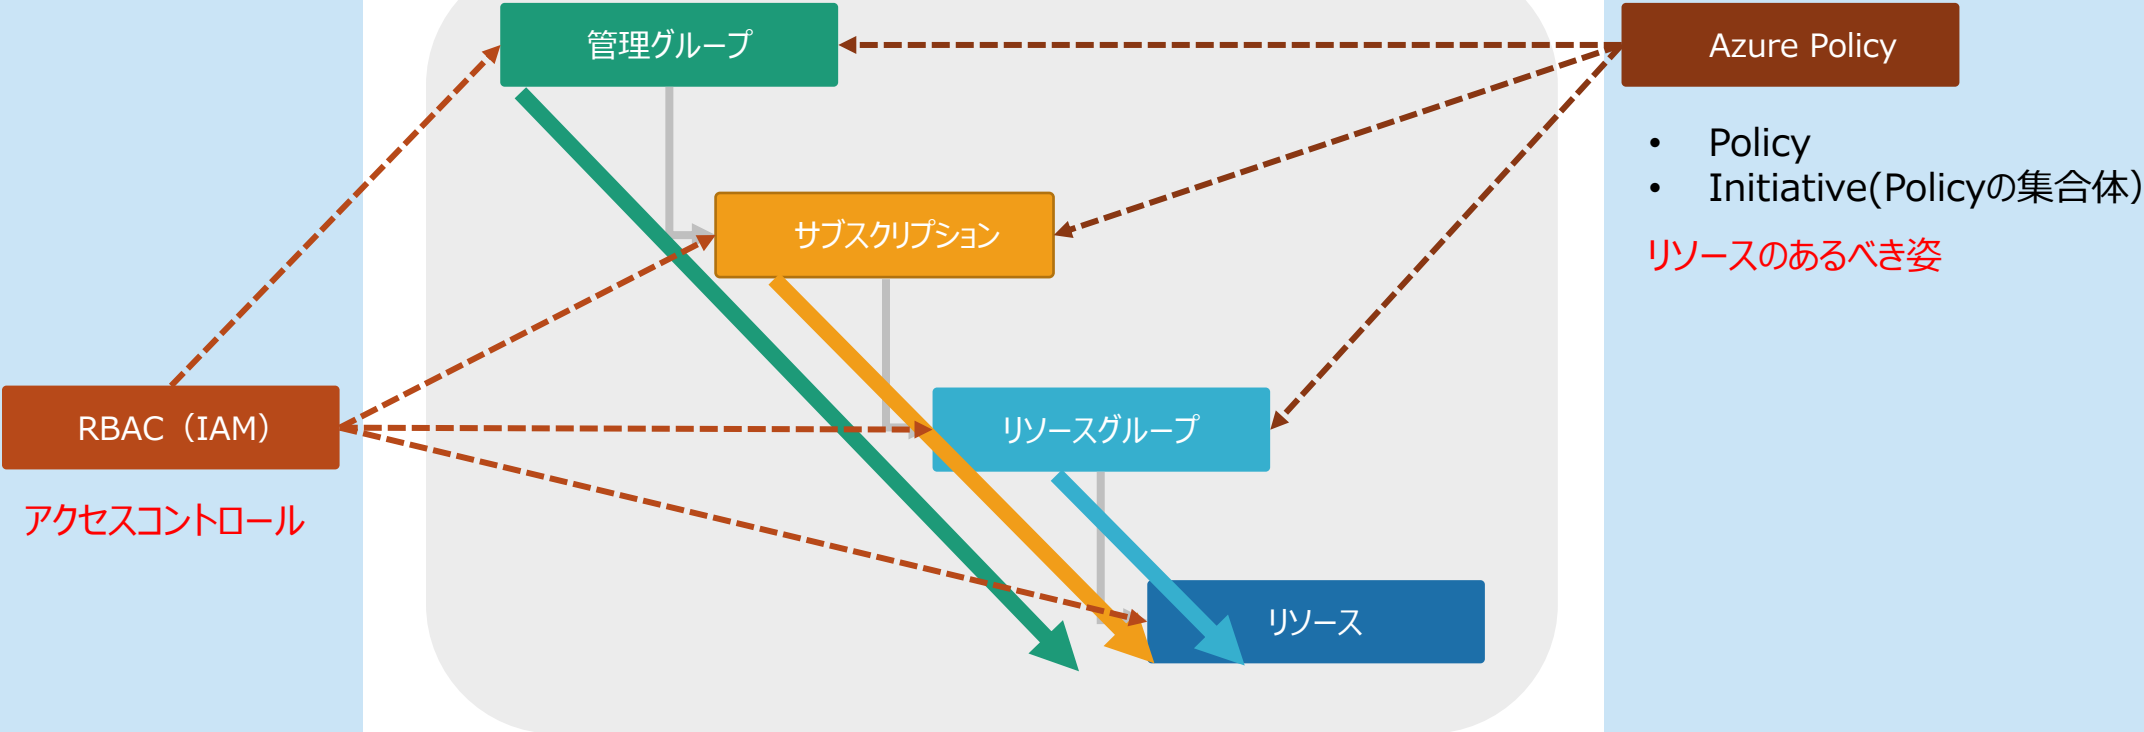 管理グループ
Azure Policy
• Policy
• Initiative(Policyの集合体）
サブスクリプション
リソースのあるべき姿
RBAC（IAM）
リソースグループ
アクセスコントロール
リソース